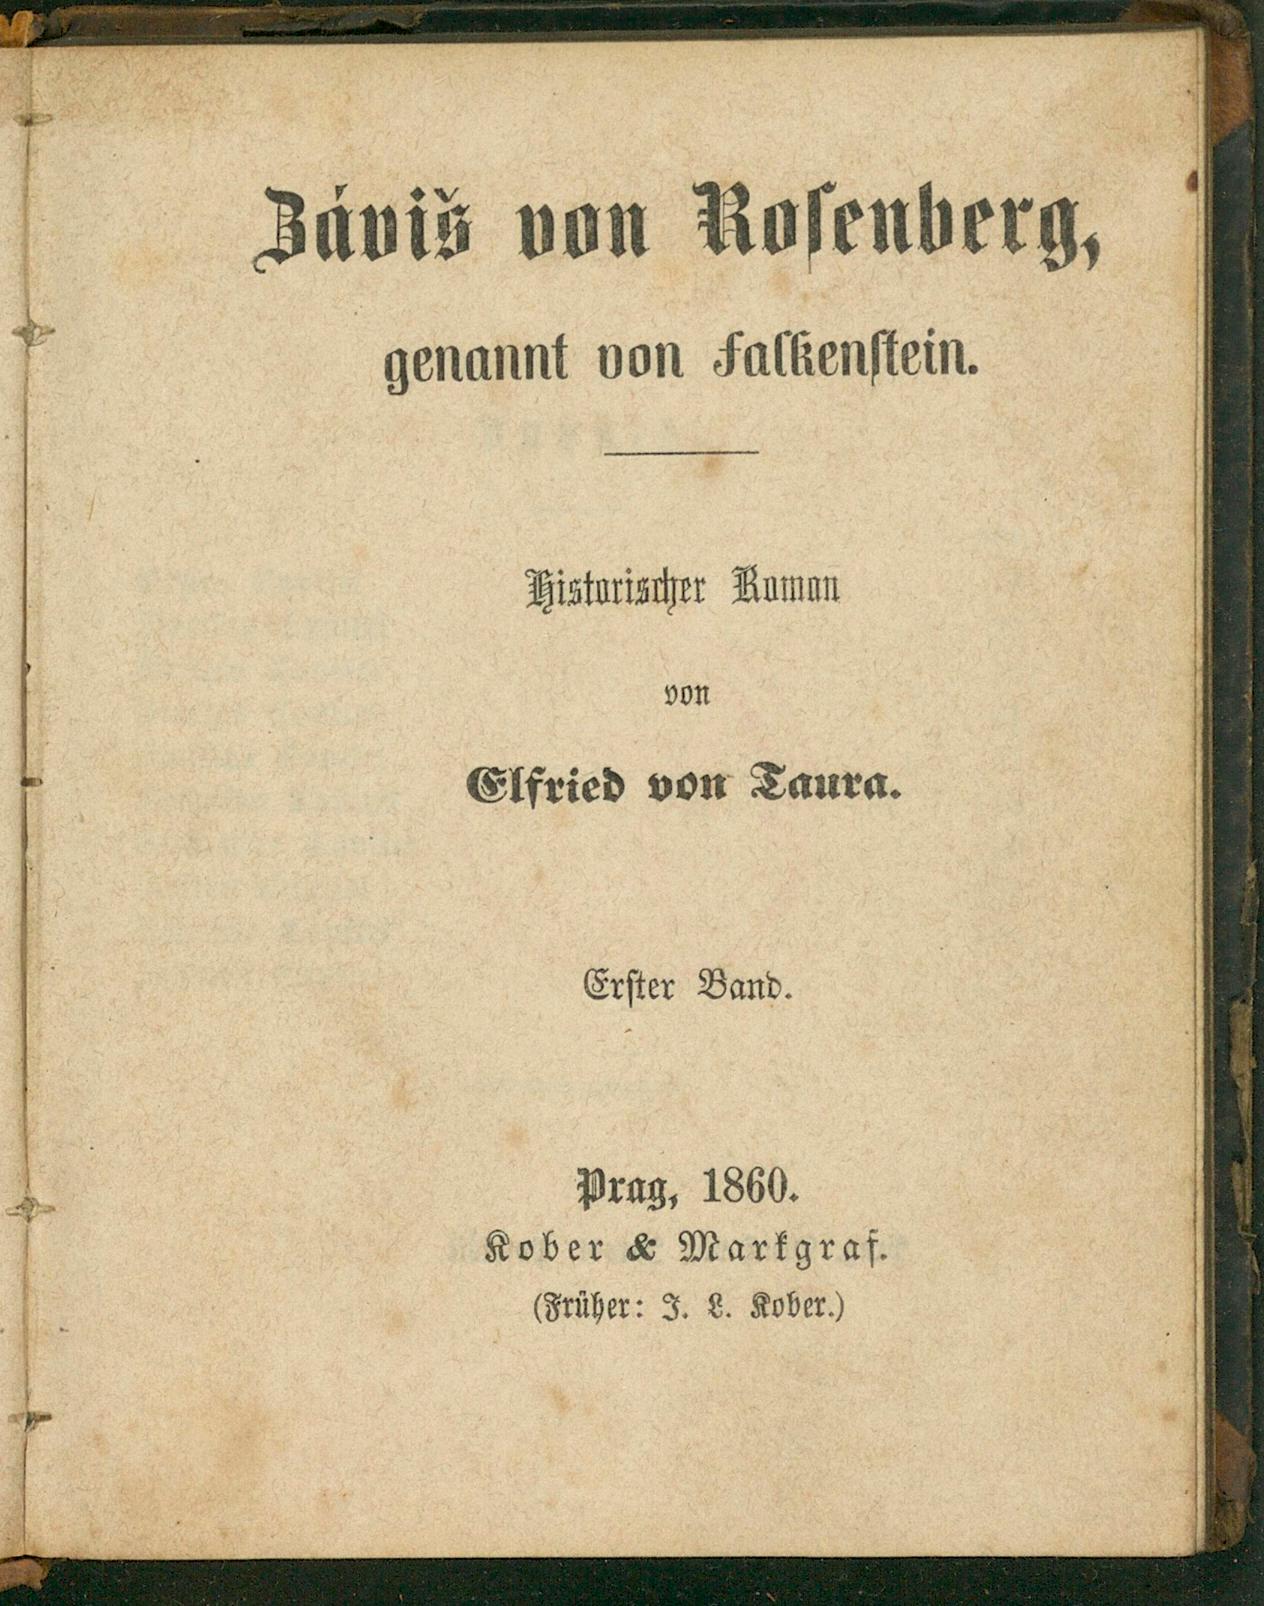 Záviš von Roſenberg,
genannt von Falkenſtein.
Historischer Roman
von
Elfried von Taura.
Erſter Band.
Prag, 1860.
Kober & Markgraf.
(Früher: I. L. Kober.)